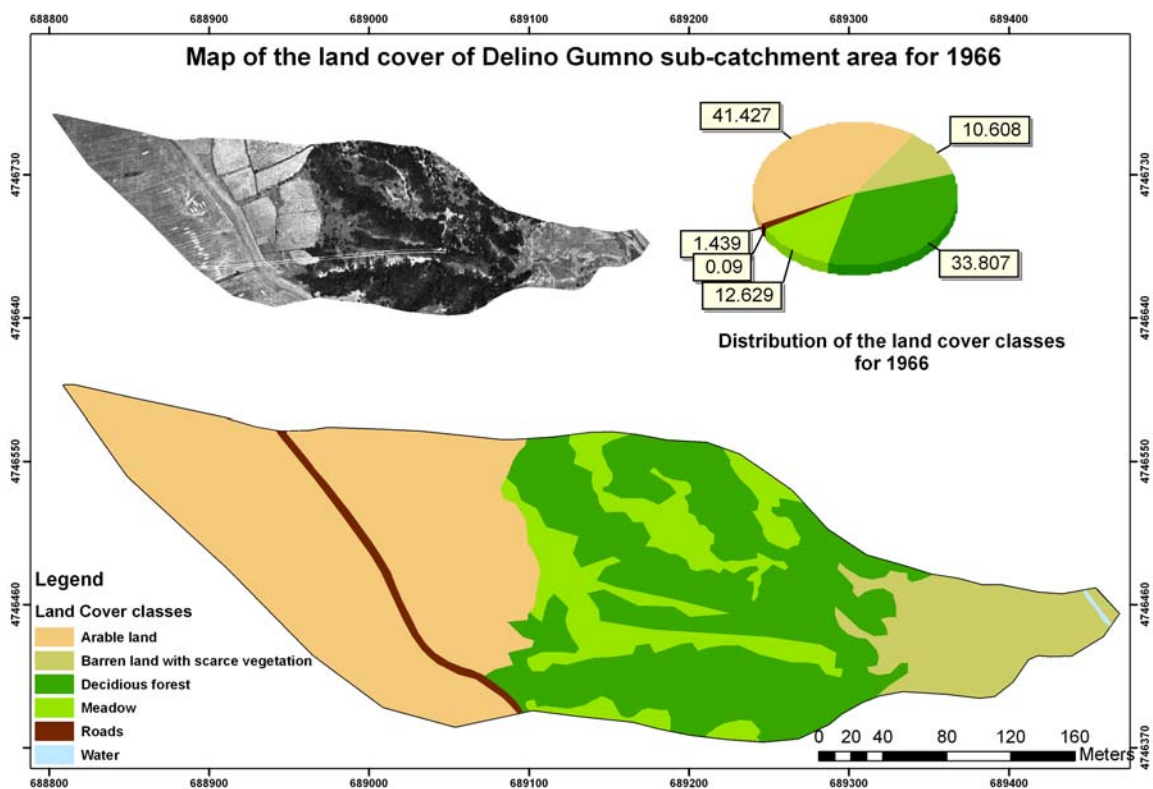 688800 688900 689000 689100 689200 689300 689400
Map of the land cover of Delino Gumno sub-catchment area for 1966
41.427
10.608
4746730
4746730
1.439
0.09
33.807
12.629
4746640
4746640
Distribution of the land cover classes
for 1966
4746550
4746550
Legend
Land Cover classes
4746460
4746460
Arable land
Barren land with scarce vegetation
Decidious forest
Meadow
Roads
Water
0 20 40 80 120 160
Meters
4746370
4746370
688800 688900 689000 689100 689200 689300 689400